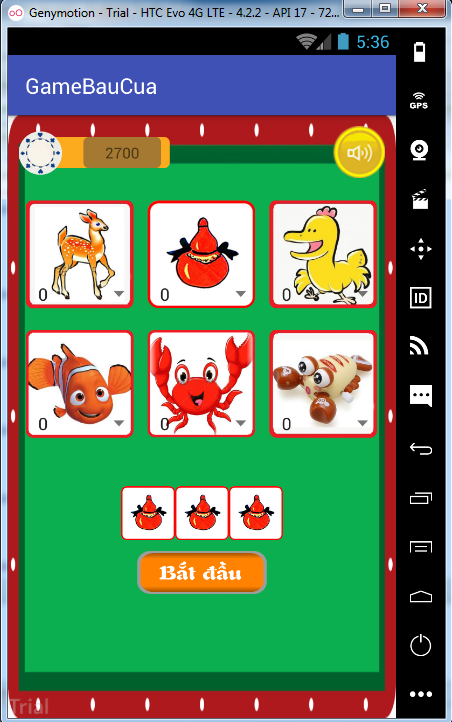 Genymotion - Trial - HTC Evo 4G LTE - 4.2.2 - API 17 - 72...
5:36
GPS
GameBauCua
2700
ID
0
0
0
0
0
0
Bắt đầu
Trial